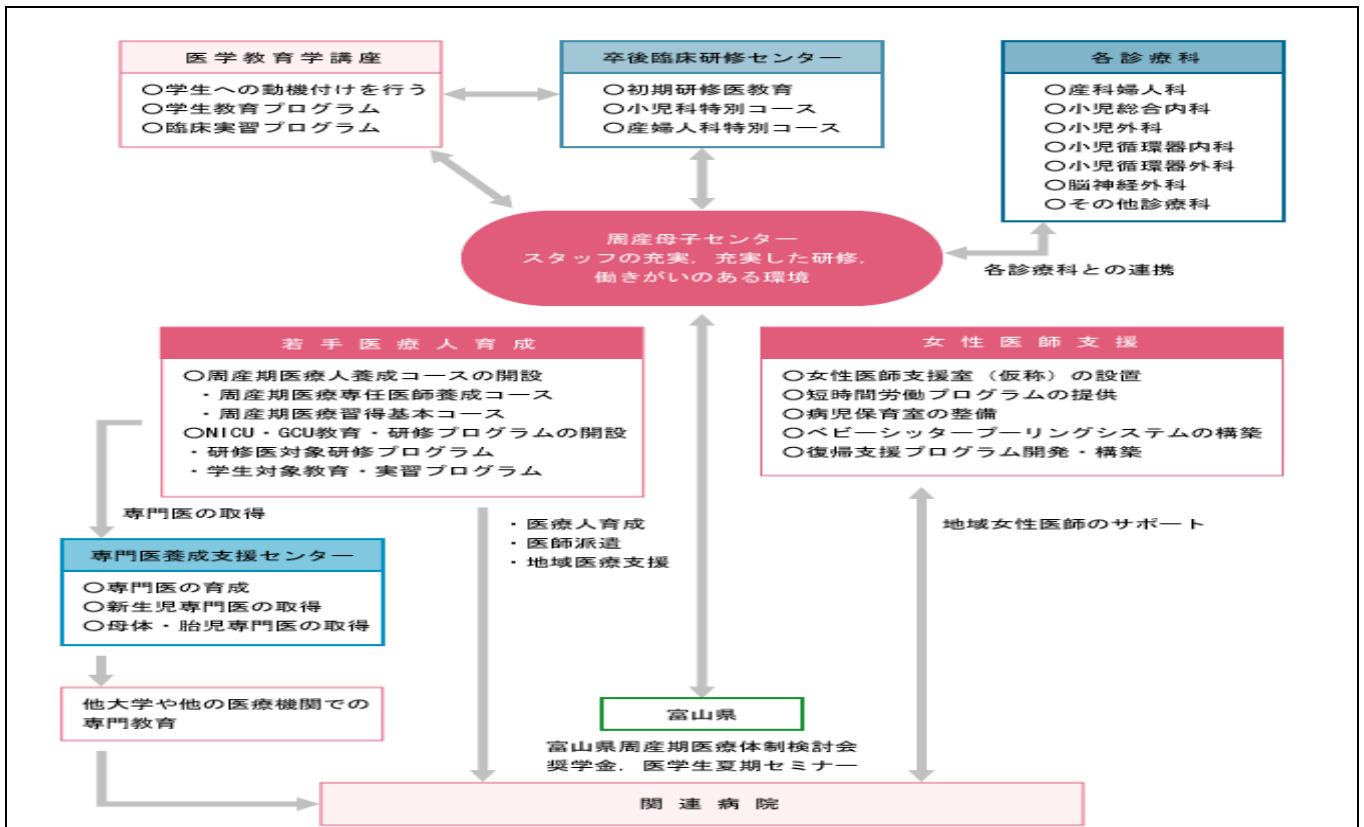 医学教育学講座
○学生への動機付けを行う
○学生教育プログラム
○臨床実習プログラム
卒後臨床研修センター
○初期研修医教育
○小児科特別コース
○産婦人科特別コース
各診療科
○産科婦人科
○小児総合内科
○小児外科
○小児循環器内科
○小児循環器外科
○脳神経外科
○その他診療科
周産母子センター
スタッフの充実，充実した研修，
働きがいのある環境
各診療科との連携
若手医療人育成
○周産期医療人養成コースの開設
・周産期医療専任医師養成コース
・周産期医療習得基本コース
○NICU・GCU教育・研修プログラムの開設
・研修医対象研修プログラム
・学生対象教育・実習プログラム
女性医師支援
○女性医師支援室（仮称）の設置
○短時間労働プログラムの提供
○病児保育室の整備
○ベビーシッタープーリングシステムの構築
○復帰支援プログラム開発・構築
専門医の取得
・医療人育成
・医師派遣
・地域医療支援
地域女性医師のサポート
専門医養成支援センター
○専門医の育成
○新生児専門医の取得
○母体・胎児専門医の取得
他大学や他の医療機関での
専門教育
富山県
富山県周産期医療体制検討会
奨学金，医学生夏期セミナー
関連病院